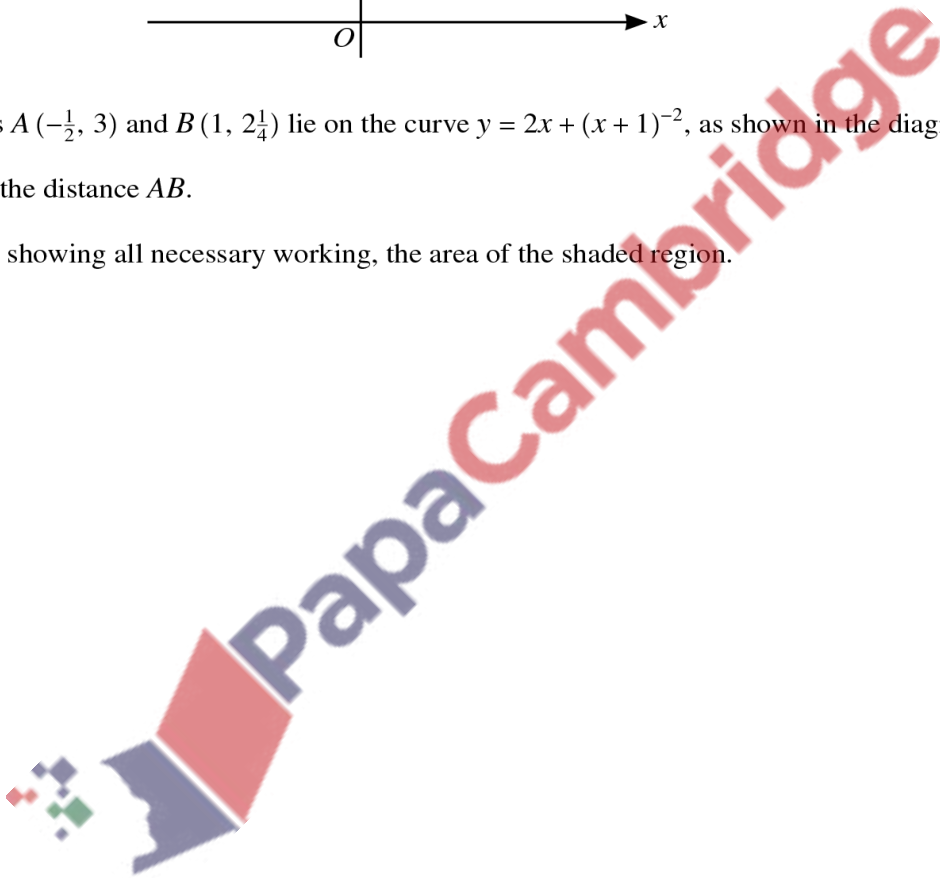 x
O
A (−½, 3) and B (1, 2¼) lie on the curve y = 2x + (x + 1)⁻², as shown in the diag
the distance AB.
showing all necessary working, the area of the shaded region.
PapaCambridge